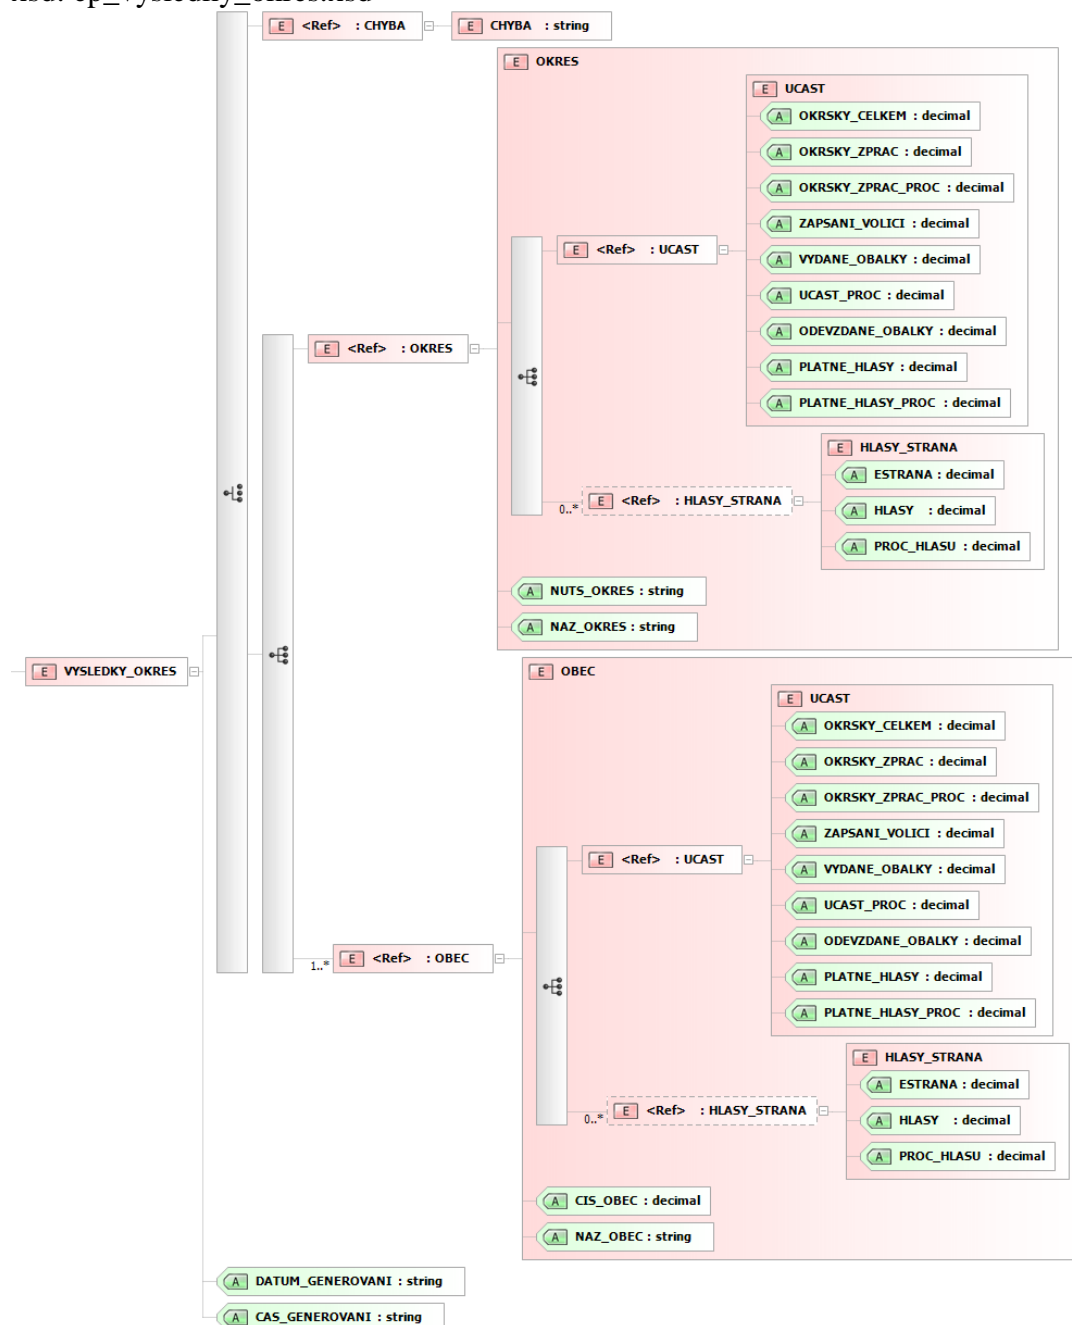 E <Ref> : CHYBA
E CHYBA : string
E OKRES
E UCAST
A OKRSKY_CELKEM : decimal
A OKRSKY_ZPRAC : decimal
A OKRSKY_ZPRAC_PROC : decimal
A ZAPSANI_VOLICI : decimal
E <Ref> : UCAST
A VYDANE_OBALKY : decimal
A UCAST_PROC : decimal
A ODEVZDANE_OBALKY : decimal
E <Ref> : OKRES
A PLATNE_HLASY : decimal
A PLATNE_HLASY_PROC : decimal
E HLASY_STRANA
A ESTRANA : decimal
0..* E <Ref> : HLASY_STRANA
A HLASY : decimal
A PROC_HLASU : decimal
A NUTS_OKRES : string
A NAZ_OKRES : string
E VYSLEDKY_OKRES
E OBEC
E UCAST
A OKRSKY_CELKEM : decimal
A OKRSKY_ZPRAC : decimal
A OKRSKY_ZPRAC_PROC : decimal
A ZAPSANI_VOLICI : decimal
E <Ref> : UCAST
A VYDANE_OBALKY : decimal
A UCAST_PROC : decimal
A ODEVZDANE_OBALKY : decimal
1..* E <Ref> : OBEC
A PLATNE_HLASY : decimal
A PLATNE_HLASY_PROC : decimal
E HLASY_STRANA
A ESTRANA : decimal
0..* E <Ref> : HLASY_STRANA
A HLASY : decimal
A PROC_HLASU : decimal
A CIS_OBEC : decimal
A NAZ_OBEC : string
A DATUM_GENEROVANI : string
A CAS_GENEROVANI : string